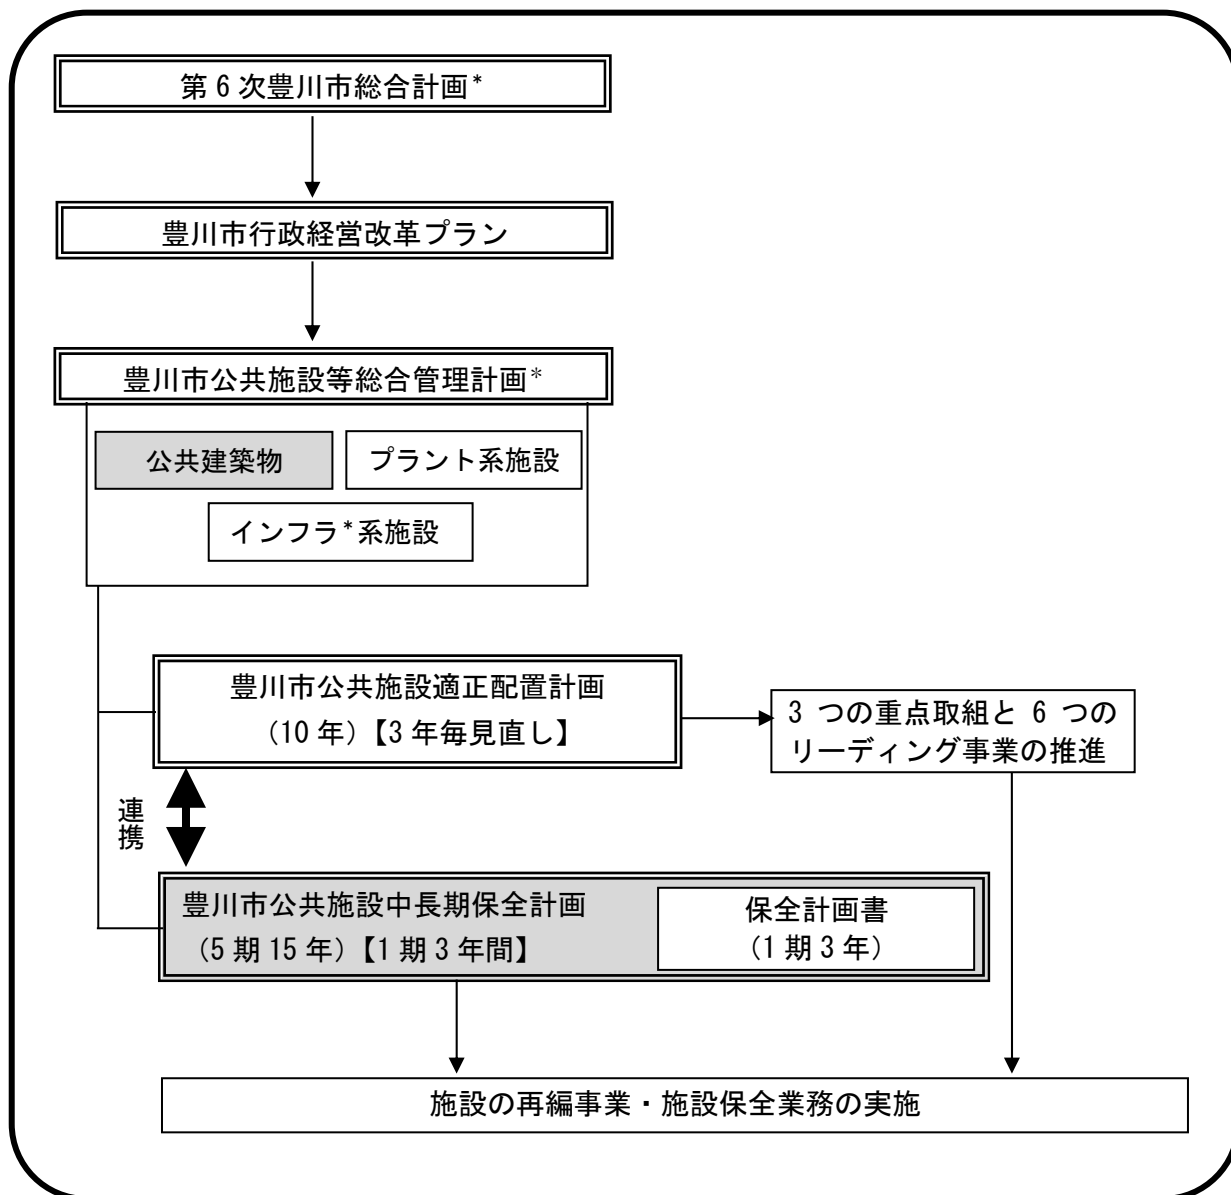 第6次豊川市総合計画*
豊川市行政経営改革プラン
豊川市公共施設等総合管理計画*
公共建築物
プラント系施設
インフラ*系施設
豊川市公共施設適正配置計画
(10年)【3年毎見直し】
3 つの重点取組と 6 つの
リーディング事業の推進
連携
豊川市公共施設中長期保全計画
(5期15年)【1期3年間】
保全計画書
(1期3年)
施設の再編事業・施設保全業務の実施